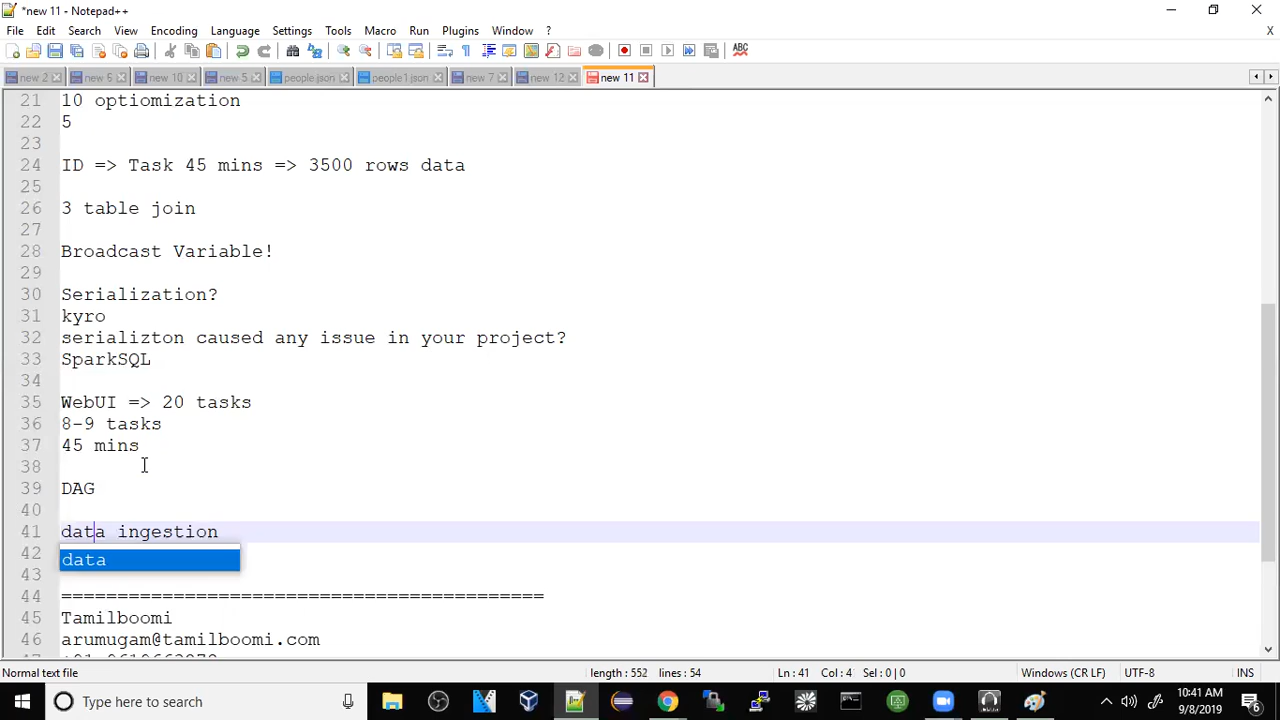 *new 11 - Notepad++
File Edit Search View Encoding Language Settings Tools Macro Run Plugins Window ?
X
new 2 new 6 new 10 new 5 people.json people1.json new 7 new 12 new 11
21 10 optiomization
22 5
23
24 ID => Task 45 mins => 3500 rows data
25
26 3 table join
27
28 Broadcast Variable!
29
30 Serialization?
31 kyro
32 serializton caused any issue in your project?
33 SparkSQL
34
35 WebUI => 20 tasks
36 8-9 tasks
37 45 mins
38
39 DAG
40
41 data ingestion
42 data
43
44 ===========================================
45 Tamilboomi
46 arumugam@tamilboomi.com
Normal text file length : 552 lines : 54 Ln : 41 Col : 4 Sel : 0 | 0 Windows (CR LF) UTF-8 INS
Type here to search
10:41 AM
9/8/2019
6